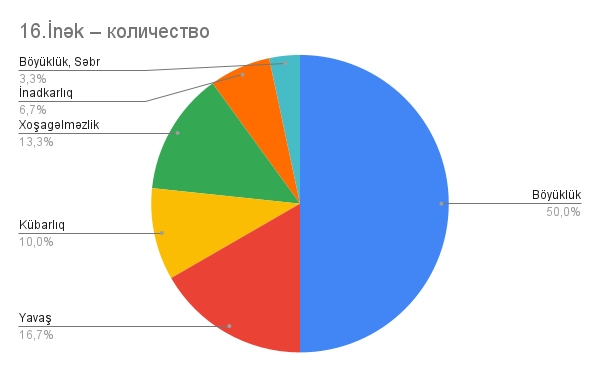 16.İnək – количество
Böyüklük, Səbr
3,3%
İnadkarlıq
6,7%
Xoşagəlməzlik
13,3%
Kübarlıq
10,0%
Yavaş
16,7%
Böyüklük
50,0%